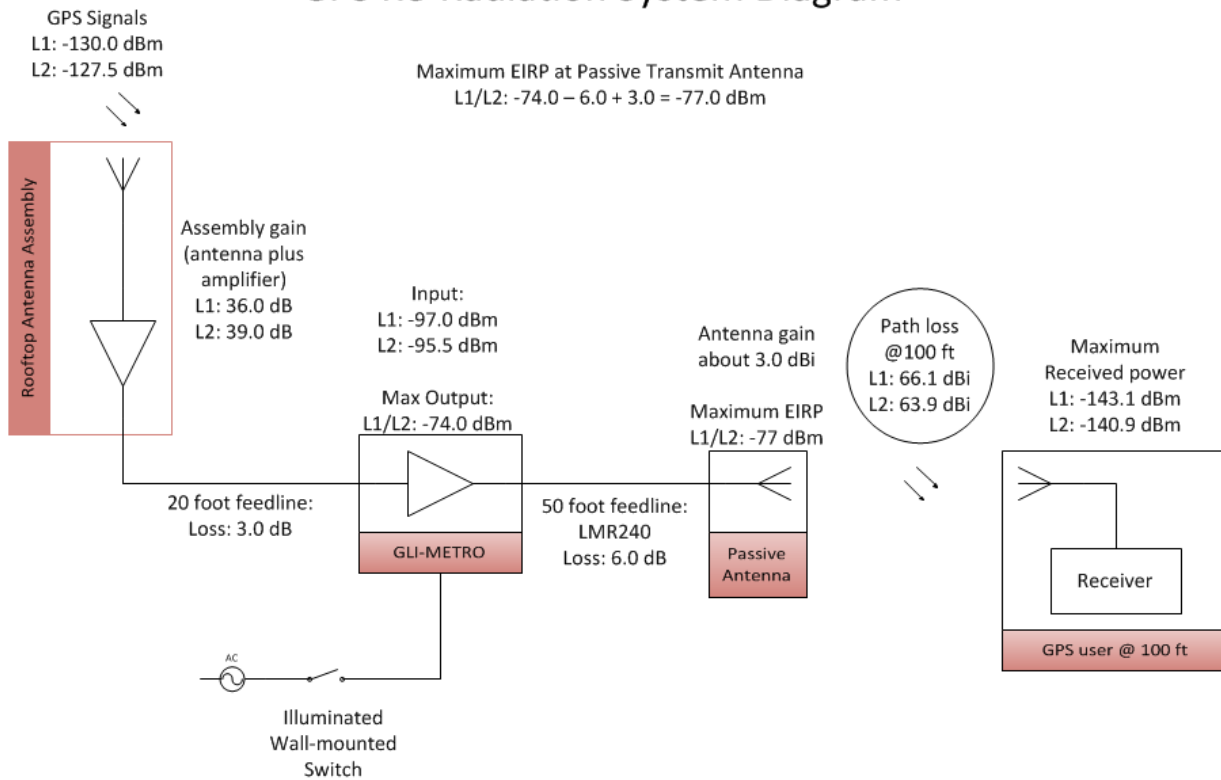 GPS Re-Radiation System Diagram
GPS Signals
L1: -130.0 dBm
L2: -127.5 dBm
Maximum EIRP at Passive Transmit Antenna
L1/L2: -74.0 – 6.0 + 3.0 = -77.0 dBm
Rooftop Antenna Assembly
Assembly gain
(antenna plus
amplifier)
L1: 36.0 dB
L2: 39.0 dB
Input:
L1: -97.0 dBm
L2: -95.5 dBm
Max Output:
L1/L2: -74.0 dBm
Antenna gain
about 3.0 dBi
Maximum EIRP
L1/L2: -77 dBm
Path loss
@100 ft
L1: 66.1 dBi
L2: 63.9 dBi
Maximum
Received power
L1: -143.1 dBm
L2: -140.9 dBm
20 foot feedline:
Loss: 3.0 dB
GLI-METRO
50 foot feedline:
LMR240
Loss: 6.0 dB
Passive
Antenna
Receiver
GPS user @ 100 ft
AC
Illuminated
Wall-mounted
Switch